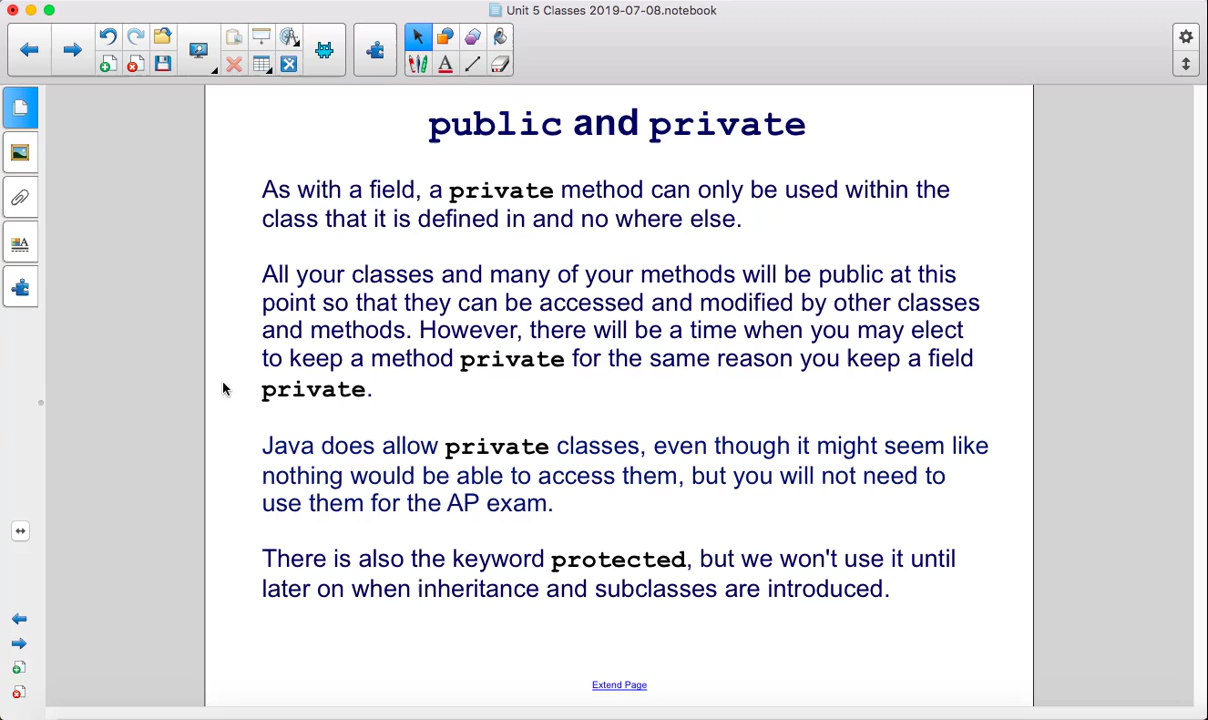 Unit 5 Classes 2019-07-08.notebook
public and private
As with a field, a private method can only be used within the
class that it is defined in and no where else.
All your classes and many of your methods will be public at this
point so that they can be accessed and modified by other classes
and methods. However, there will be a time when you may elect
to keep a method private for the same reason you keep a field
private.
Java does allow private classes, even though it might seem like
nothing would be able to access them, but you will not need to
use them for the AP exam.
There is also the keyword protected, but we won't use it until
later on when inheritance and subclasses are introduced.
Extend Page